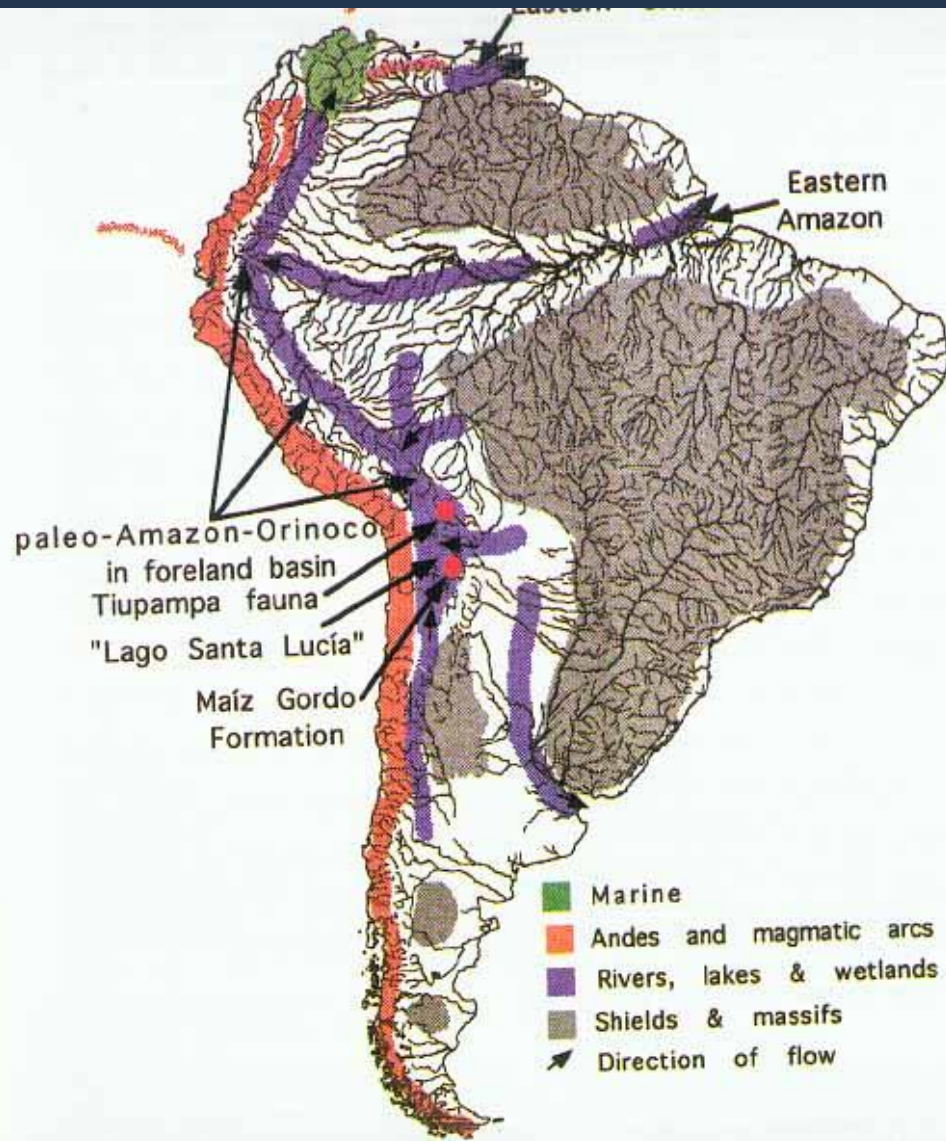 Eastern
Eastern
Amazon
paleo-Amazon-Orinoco
in foreland basin
Tiupampa fauna
"Lago Santa Lucía"
Maíz Gordo
Formation
Marine
Andes and magmatic arcs
Rivers, lakes & wetlands
Shields & massifs
Direction of flow